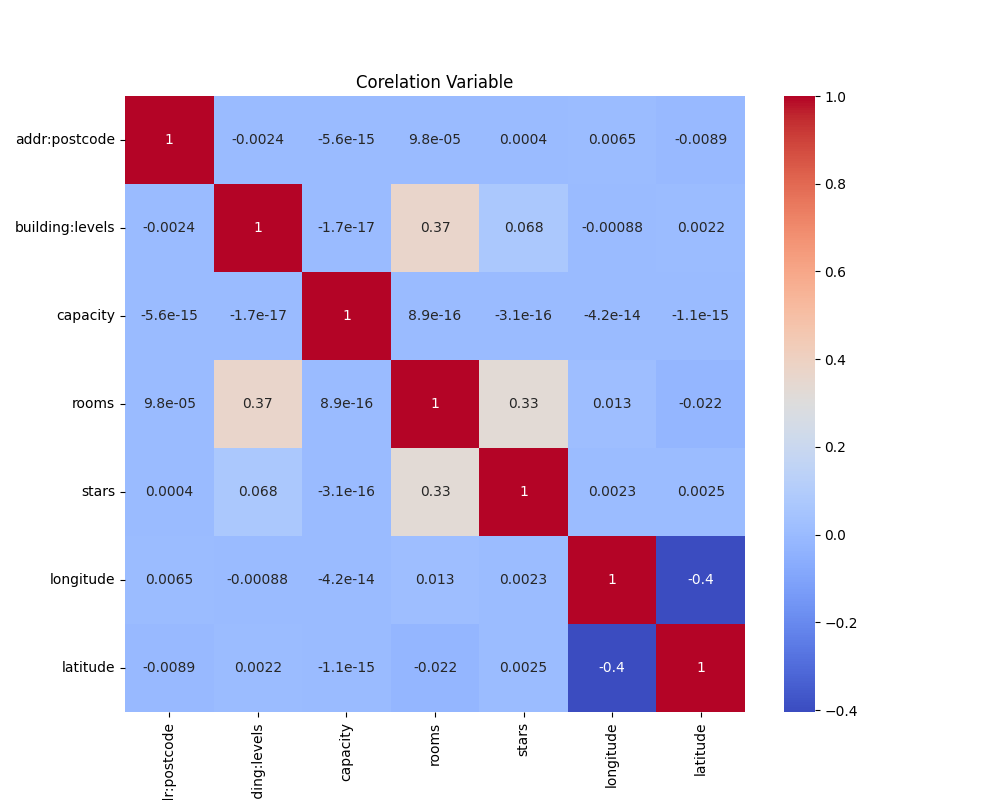 Corelation Variable
addr:postcode 1 -0.0024 -5.6e-15 9.8e-05 0.0004 0.0065 -0.0089
building:levels -0.0024 1 -1.7e-17 0.37 0.068 -0.00088 0.0022
capacity -5.6e-15 -1.7e-17 1 8.9e-16 -3.1e-16 -4.2e-14 -1.1e-15
rooms 9.8e-05 0.37 8.9e-16 1 0.33 0.013 -0.022
stars 0.0004 0.068 -3.1e-16 0.33 1 0.0023 0.0025
longitude 0.0065 -0.00088 -4.2e-14 0.013 0.0023 1 -0.4
latitude -0.0089 0.0022 -1.1e-15 -0.022 0.0025 -0.4 1
lr:postcode
ding:levels
capacity
rooms
stars
longitude
latitude
1.0
0.8
0.6
0.4
0.2
0.0
−0.2
−0.4